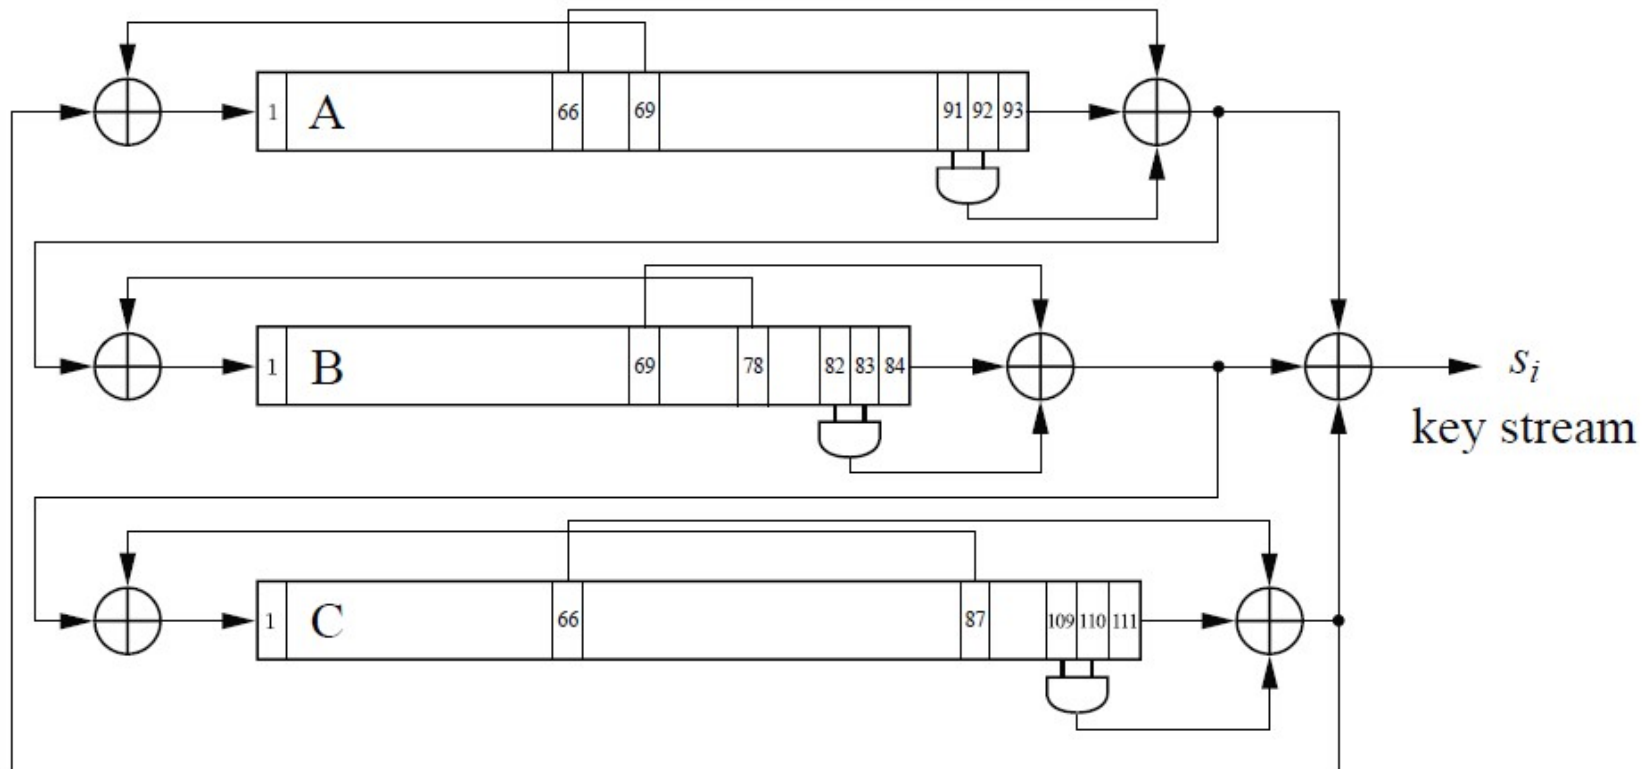 1 A 66 69 91 92 93
1 B 69 78 82 83 84
s_i
key stream
1 C 66 87 109 110 111